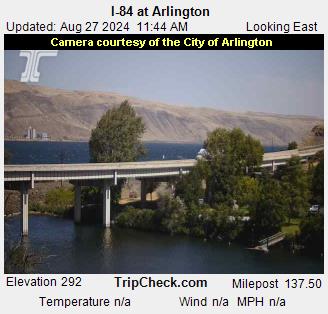 I-84 at Arlington
Updated: Aug 27 2024 11:44 AM Looking East
Camera courtesy of the City of Arlington
Elevation 292 TripCheck.com Milepost 137.50
Temperature n/a Wind n/a MPH n/a